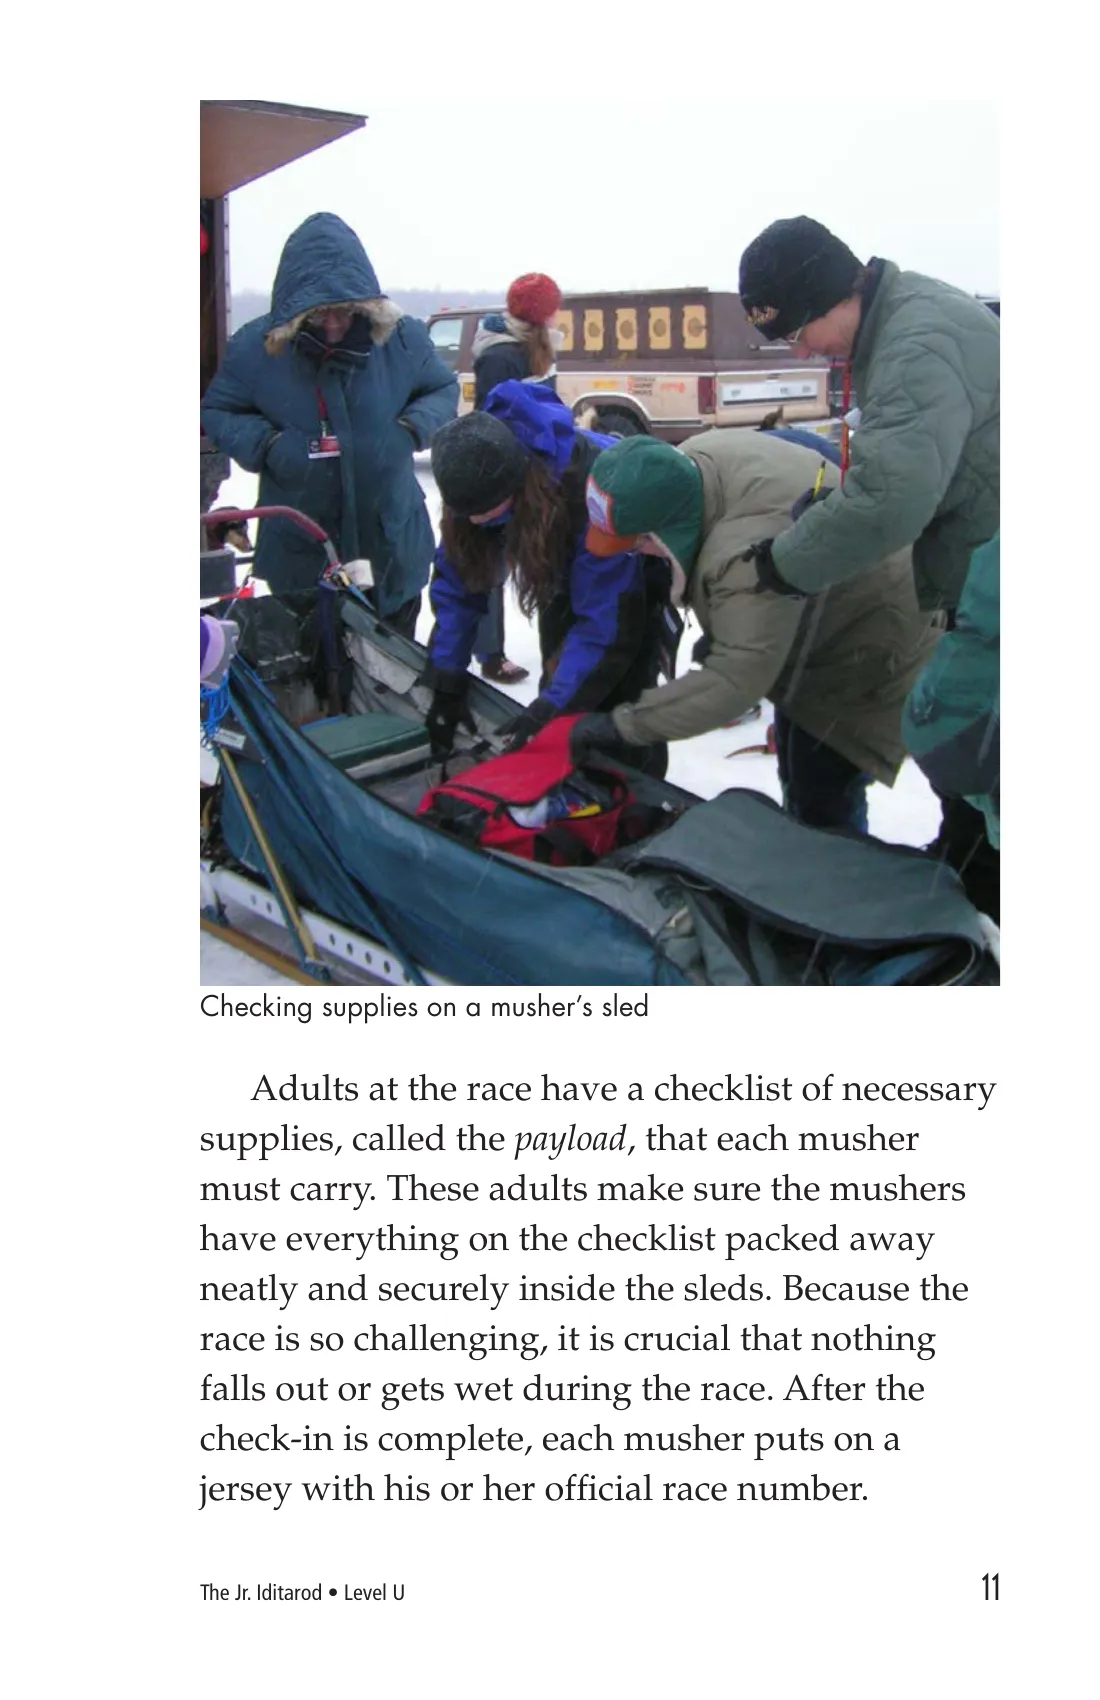 Checking supplies on a musher’s sled
Adults at the race have a checklist of necessary
supplies, called the payload, that each musher
must carry. These adults make sure the mushers
have everything on the checklist packed away
neatly and securely inside the sleds. Because the
race is so challenging, it is crucial that nothing
falls out or gets wet during the race. After the
check-in is complete, each musher puts on a
jersey with his or her official race number.
The Jr. Iditarod • Level U
11